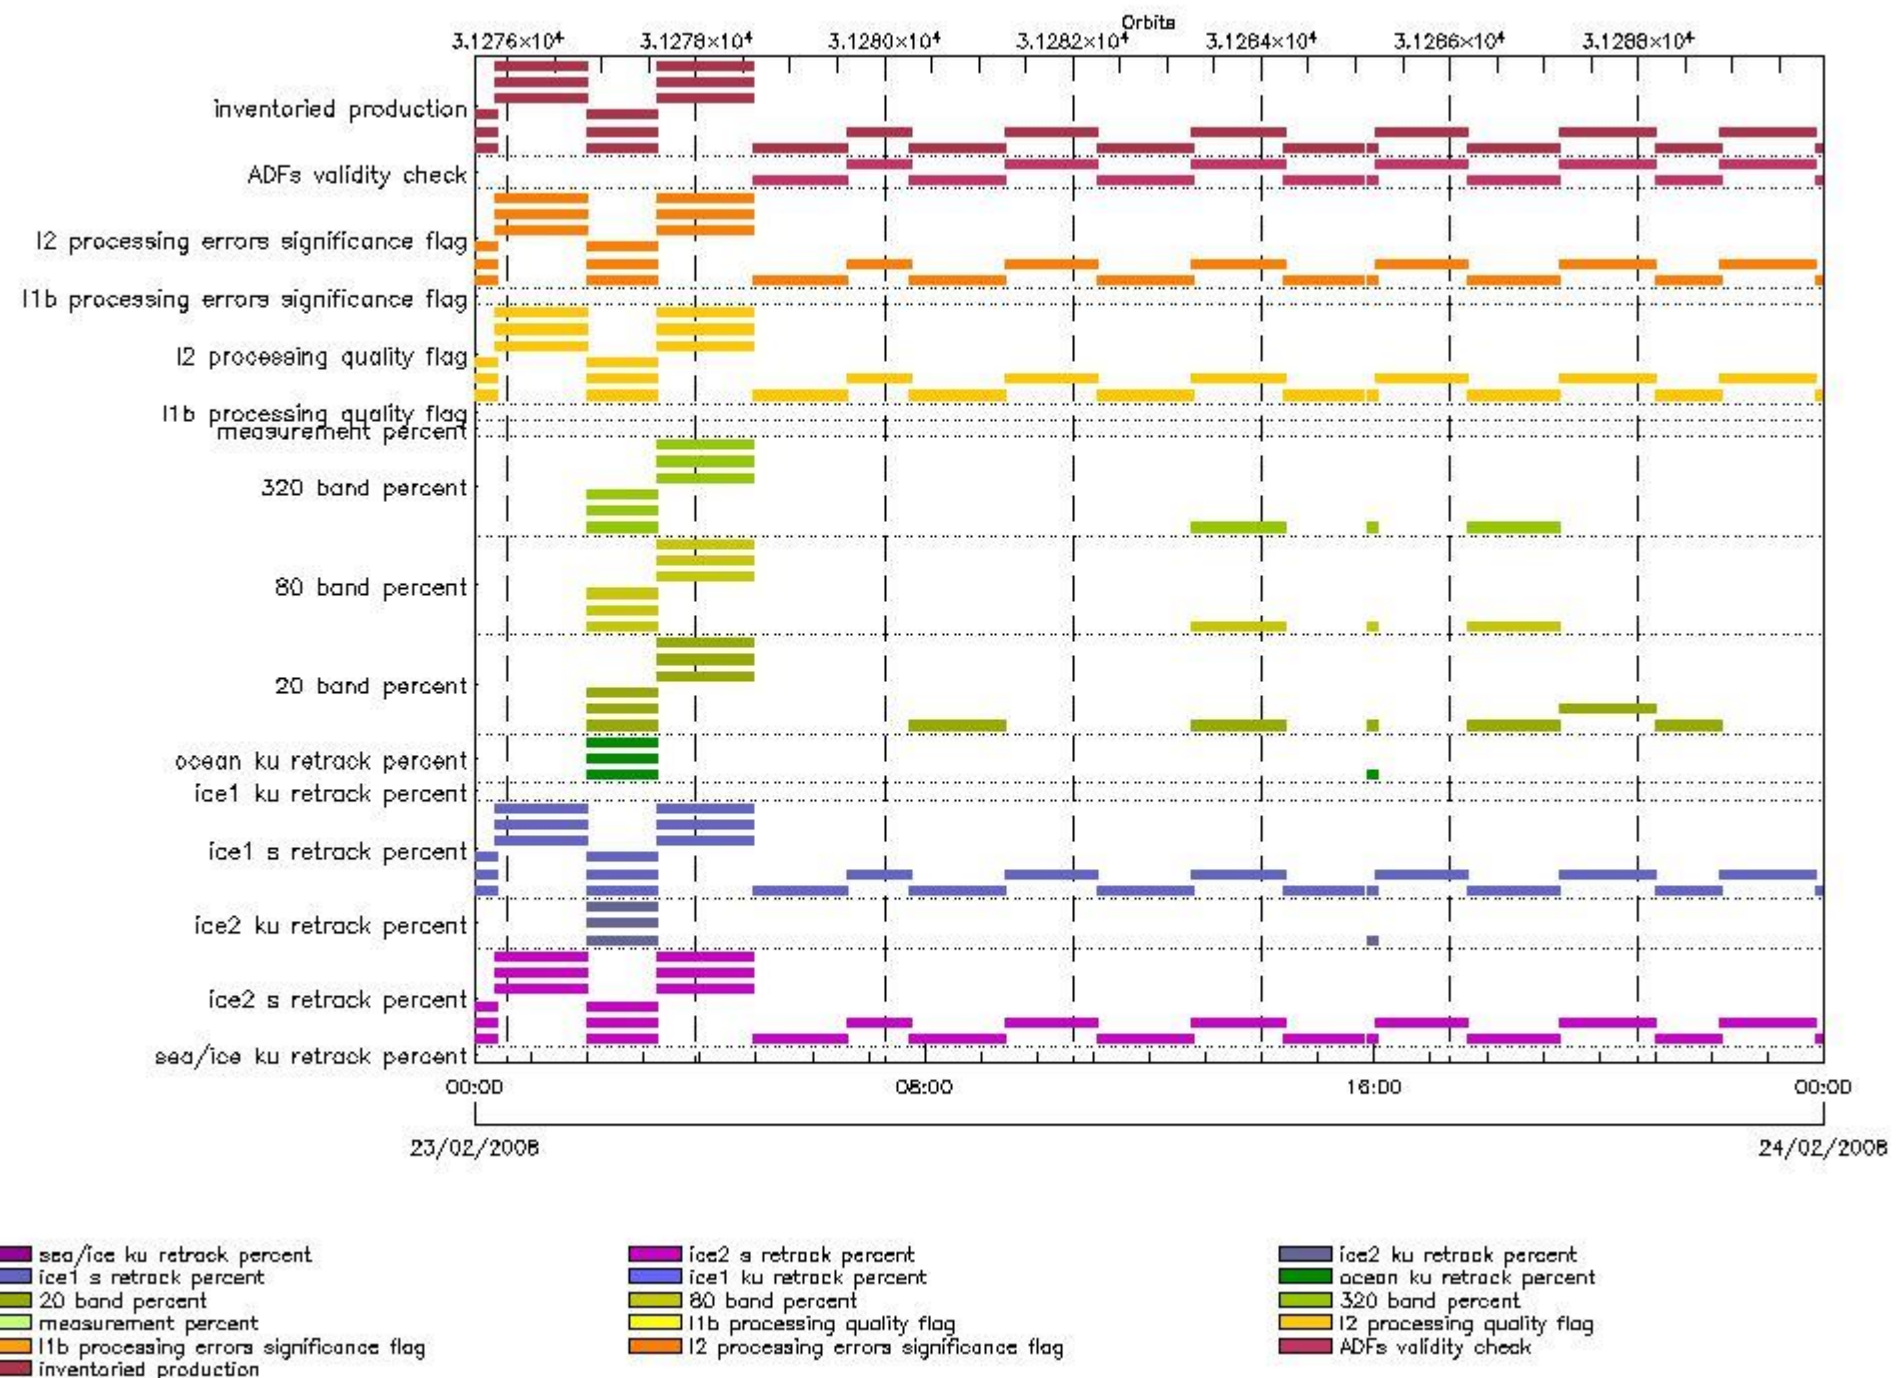 Orbits
3.1276×10⁴ 3.1278×10⁴ 3.1280×10⁴ 3.1282×10⁴ 3.1284×10⁴ 3.1286×10⁴ 3.1288×10⁴
inventoried production
ADFs validity check
l2 processing errors significance flag
l1b processing errors significance flag
l2 processing quality flag
l1b processing quality flag
measurement percent
320 band percent
80 band percent
20 band percent
ocean ku retrack percent
ice1 ku retrack percent
ice1 s retrack percent
ice2 ku retrack percent
ice2 s retrack percent
sea/ice ku retrack percent
00:00 08:00 16:00 00:00
23/02/2008 24/02/2008
sea/ice ku retrack percent ice2 s retrack percent ice2 ku retrack percent
ice1 s retrack percent ice1 ku retrack percent ocean ku retrack percent
20 band percent 80 band percent 320 band percent
measurement percent l1b processing quality flag l2 processing quality flag
l1b processing errors significance flag l2 processing errors significance flag ADFs validity check
inventoried production